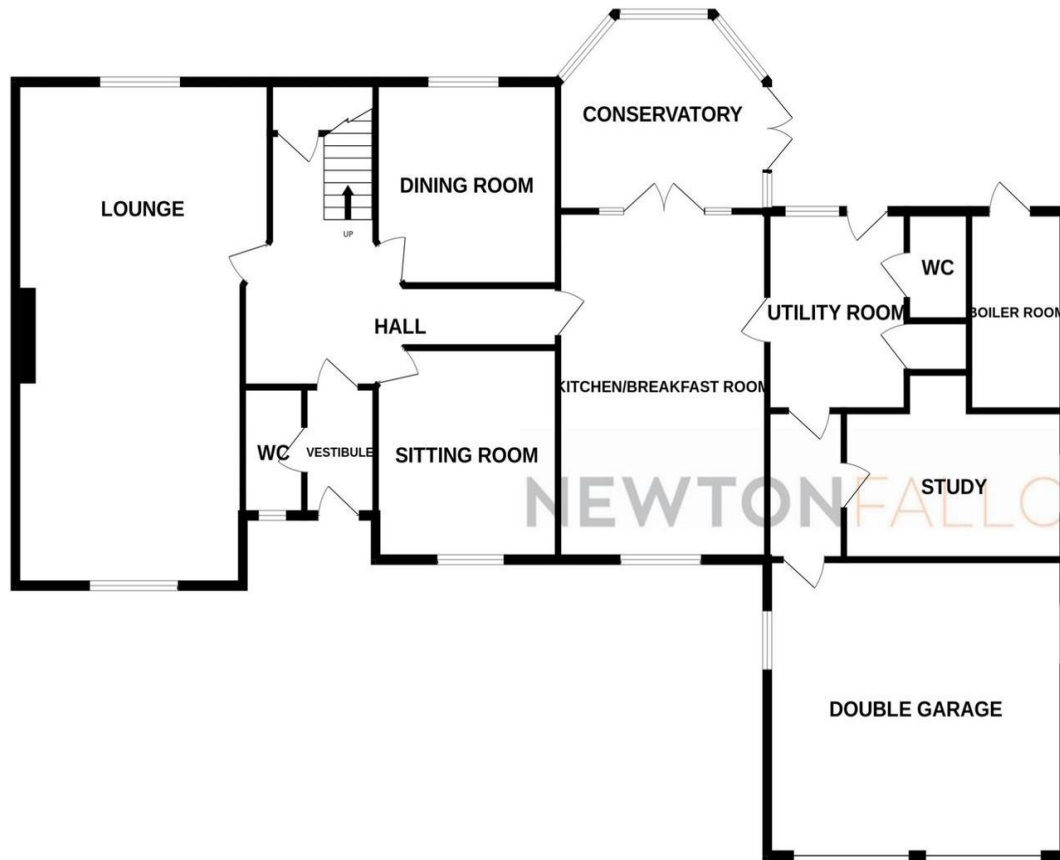 CONSERVATORY
DINING ROOM
LOUNGE
UP
WC
UTILITY ROOM
BOILER ROOM
HALL
KITCHEN/BREAKFAST ROOM
WC
VESTIBULE
SITTING ROOM
STUDY
NEWTONFALLO
DOUBLE GARAGE